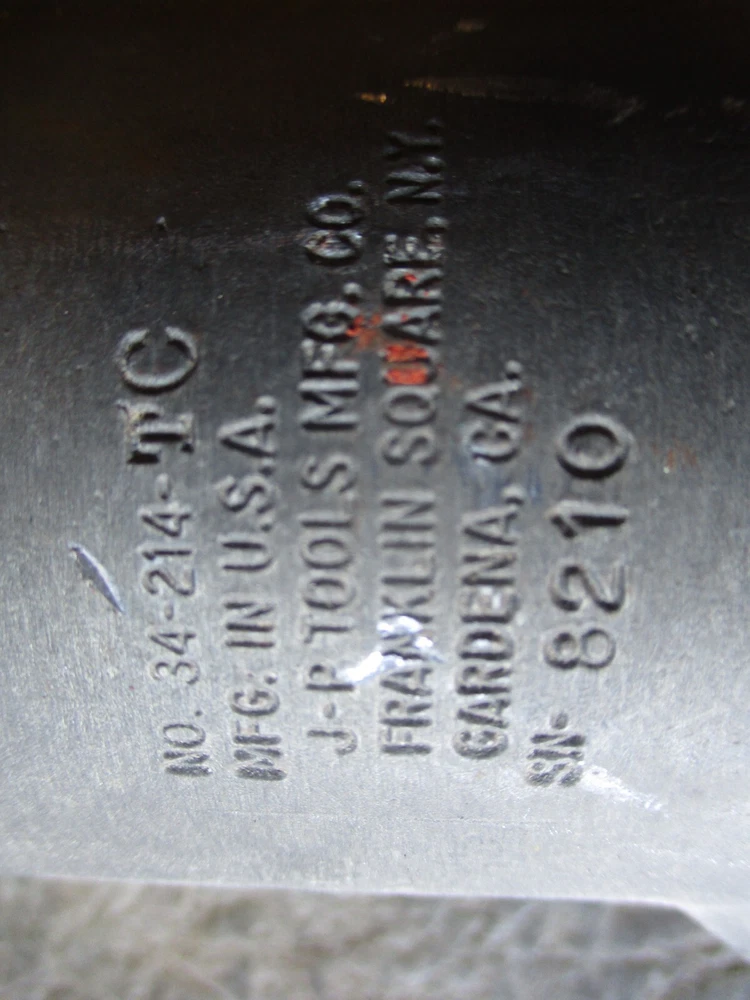 NO. 34-214-TC
MFG. IN U.S.A.
J-P TOOLS MFG. CO.
FRANKLIN SQUARE, N.Y.
GARDENA, CA.
SN- 8210